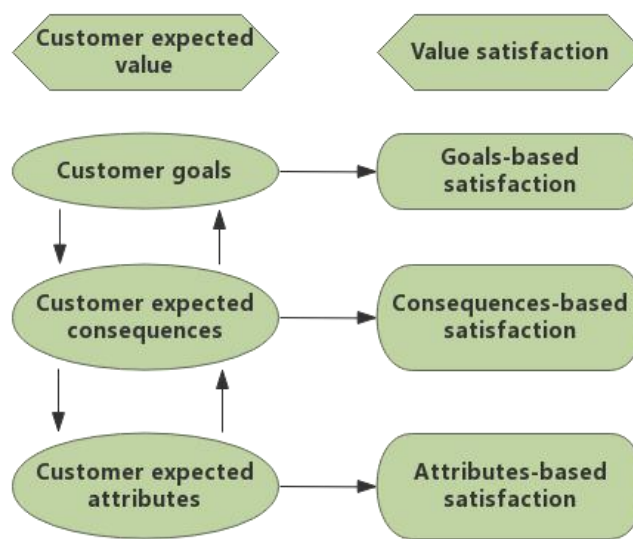 Customer expected
value
Value satisfaction
Customer goals
Goals-based
satisfaction
Customer expected
consequences
Consequences-based
satisfaction
Customer expected
attributes
Attributes-based
satisfaction